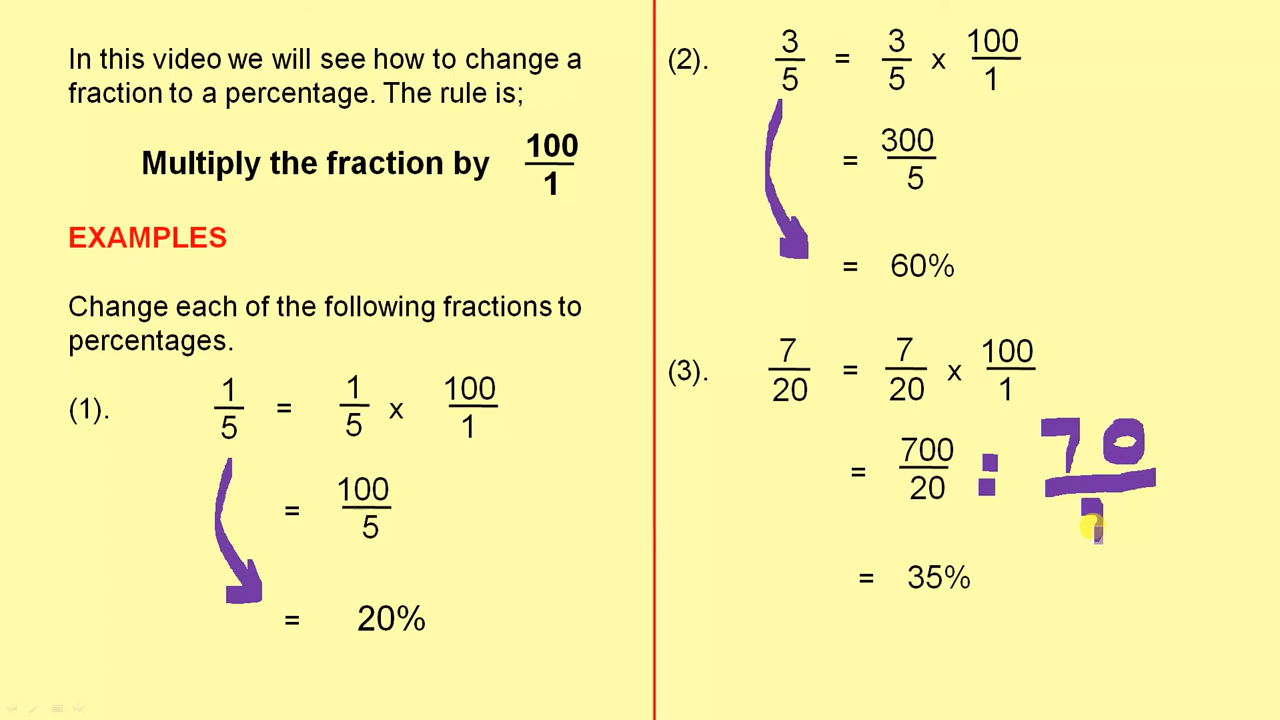 In this video we will see how to change a
fraction to a percentage. The rule is;
Multiply the fraction by 100/1
EXAMPLES
Change each of the following fractions to
percentages.
(1). 1/5 = 1/5 x 100/1
= 100/5
= 20%
(2). 3/5 = 3/5 x 100/1
= 300/5
= 60%
(3). 7/20 = 7/20 x 100/1
= 700/20 = 70/
= 35%